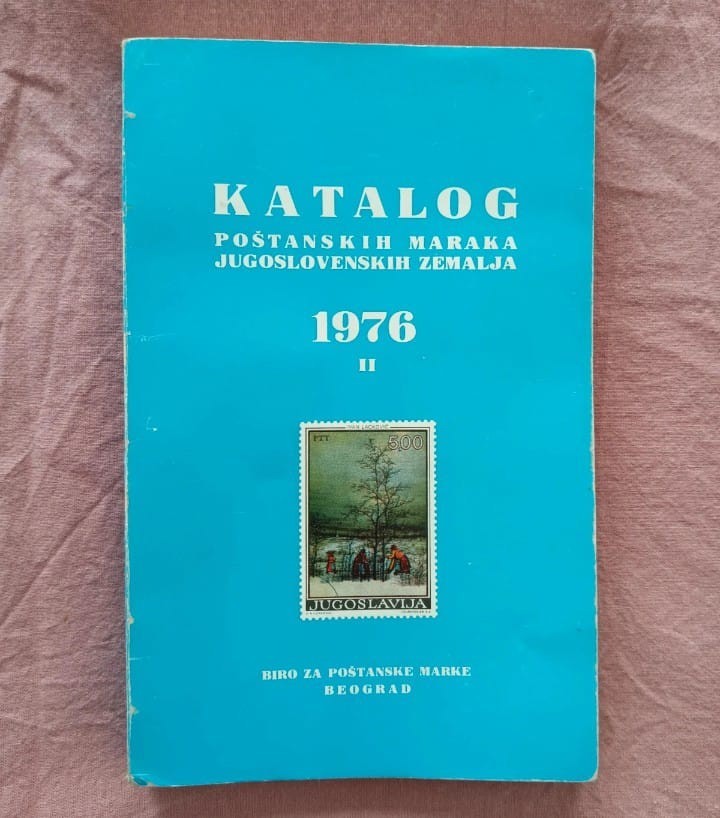 KATALOG
POŠTANSKIH MARAKA
JUGOSLOVENSKIH ZEMALJA
1976
II
PTT
5,00
JUGOSLAVIJA
BIRO ZA POŠTANSKE MARKE
BEOGRAD